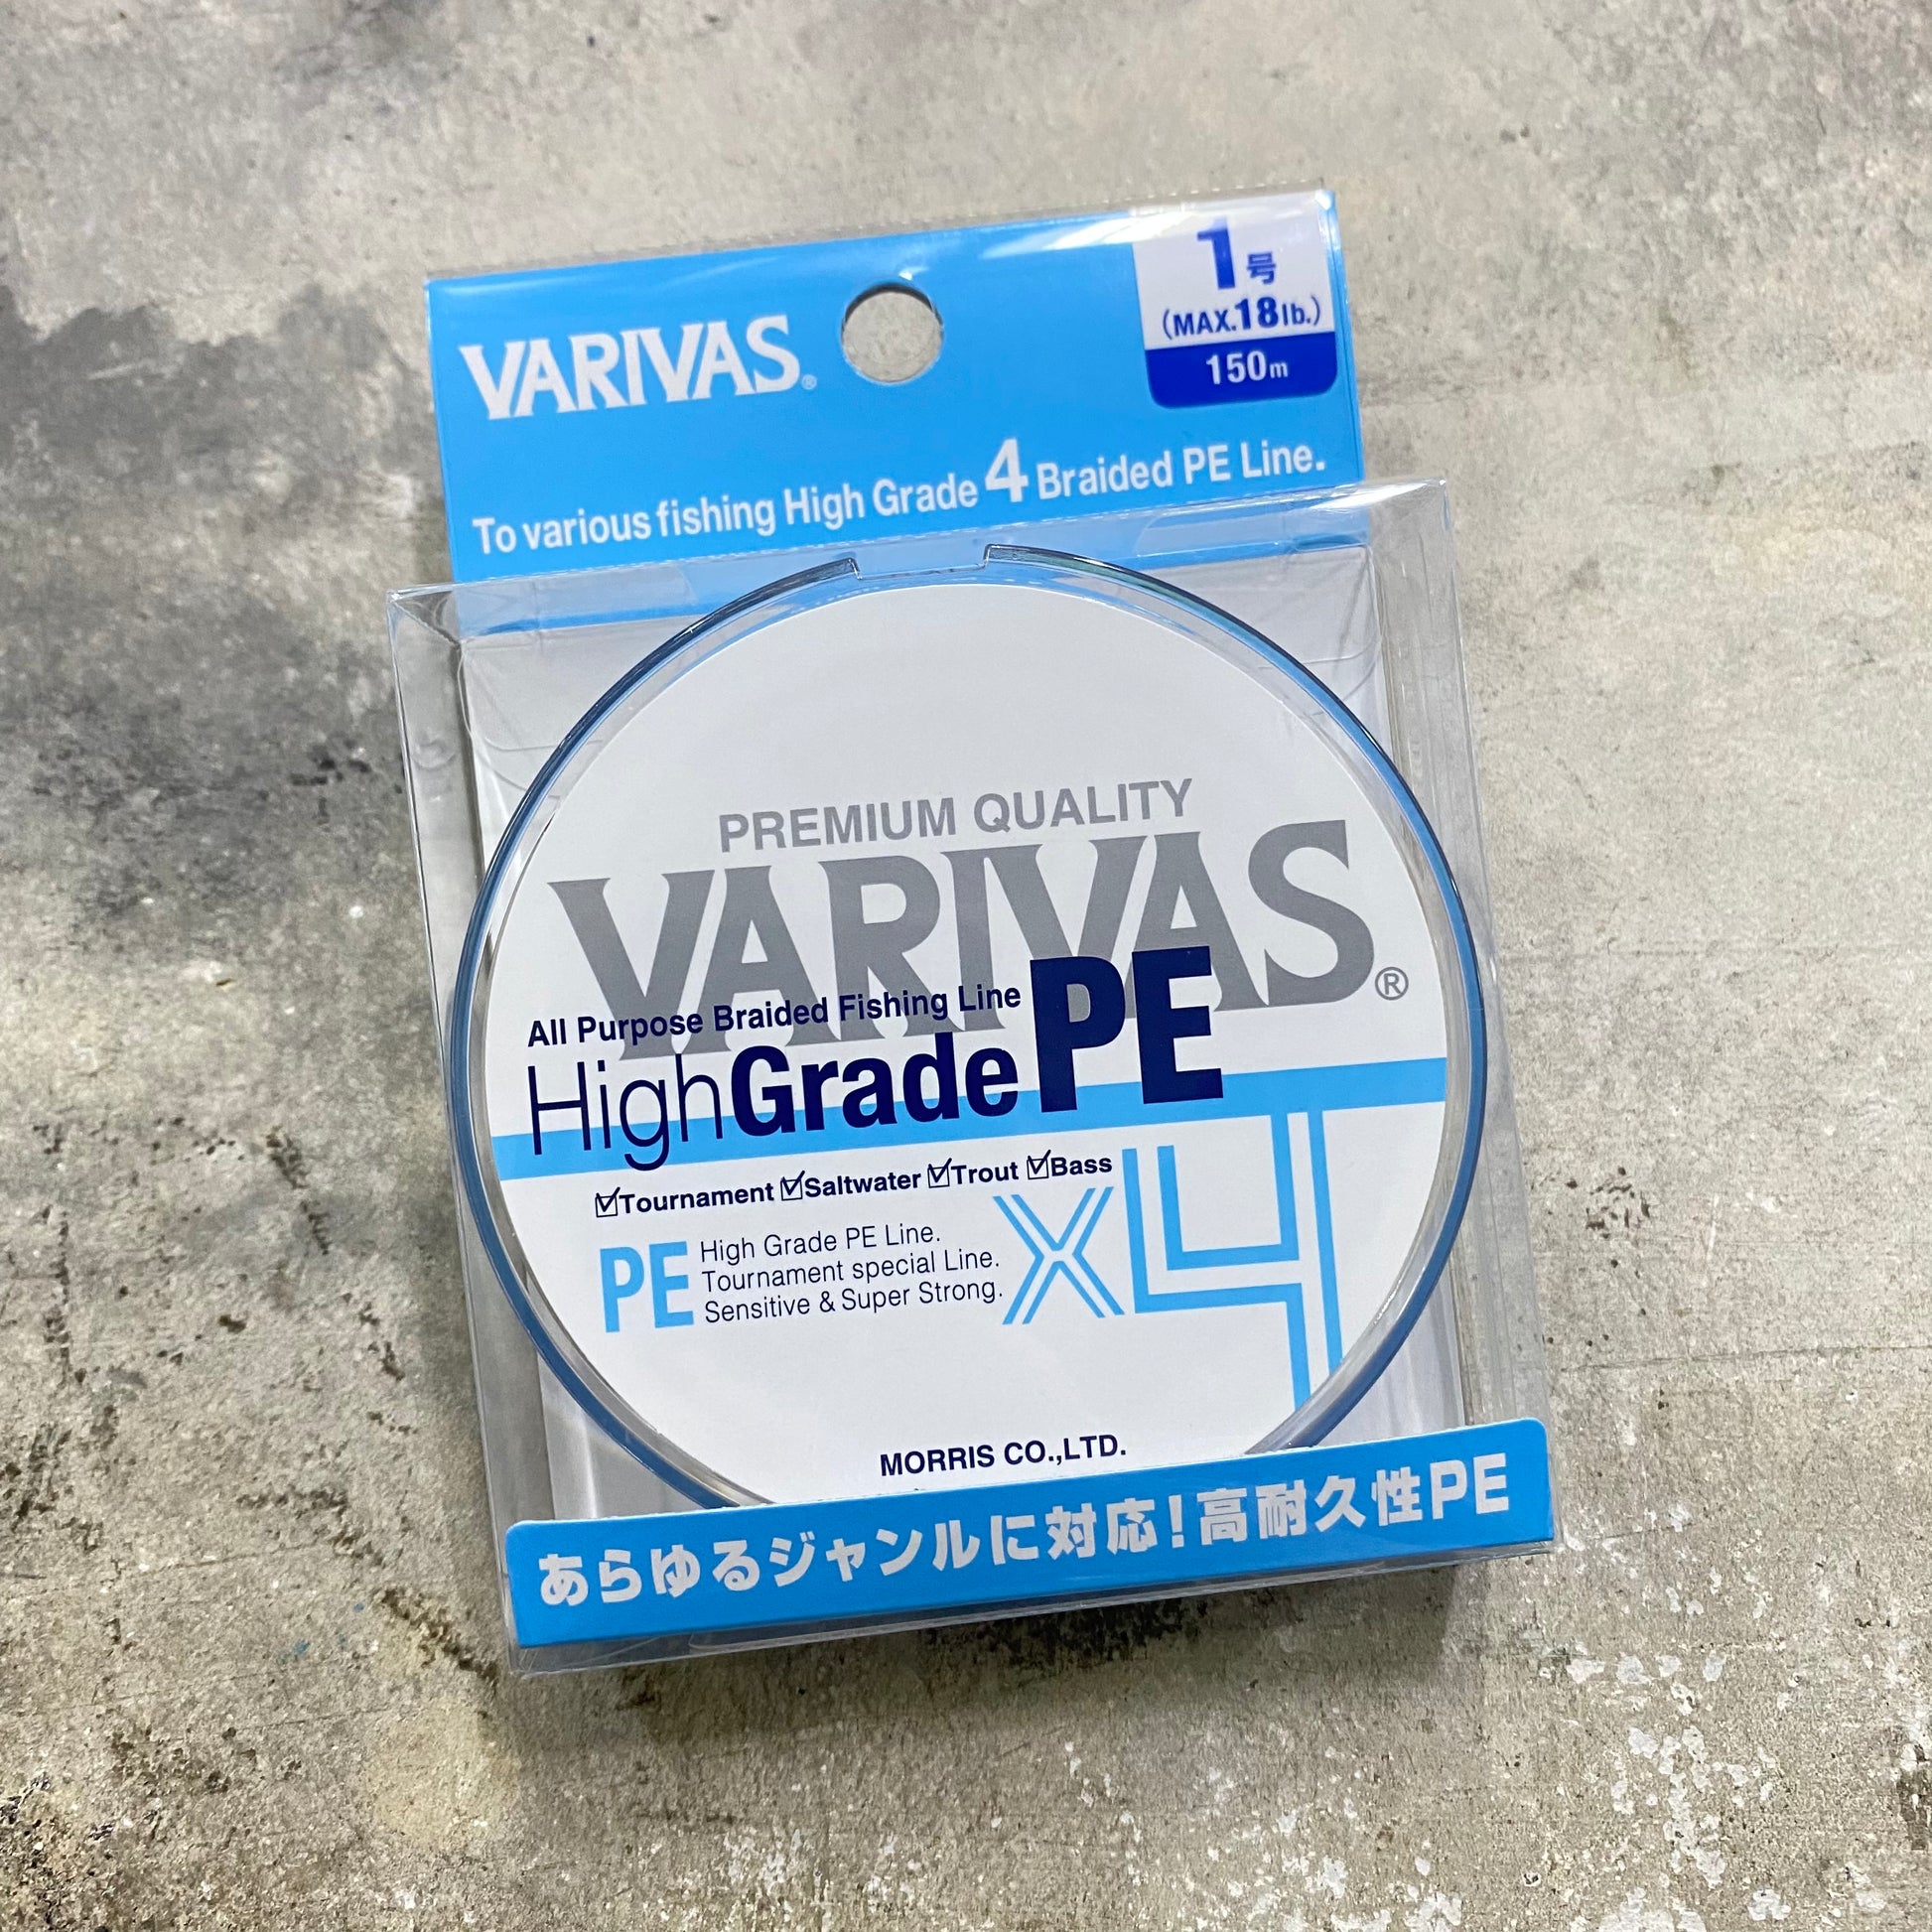 VARIVAS®
1号
(MAX.18lb.)
150m
To various fishing High Grade 4 Braided PE Line.
PREMIUM QUALITY
VARIVAS®
All Purpose Braided Fishing Line
HighGrade PE
☑Tournament ☑Saltwater ☑Trout ☑Bass
PE
High Grade PE Line.
Tournament special Line.
Sensitive & Super Strong.
X4
MORRIS CO.,LTD.
あらゆるジャンルに対応!高耐久性PE